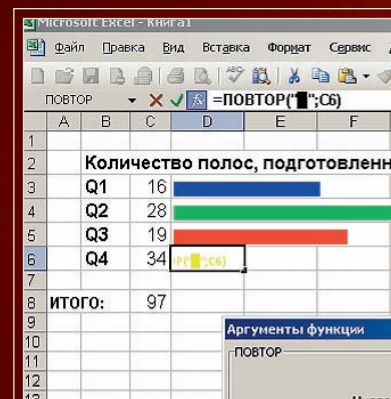 Microsoft Excel - Книга1
Файл Правка Вид Вставка Формат Сервис
ПОВТОР =ПОВТОР("█";C6)
A B C D E F
1
2 Количество полос, подготовленн
3 Q1 16
4 Q2 28
5 Q3 19
6 Q4 34 Р("█";C6)
7
8 ИТОГО: 97
9
10
11
12
13
Аргументы функции
ПОВТОР